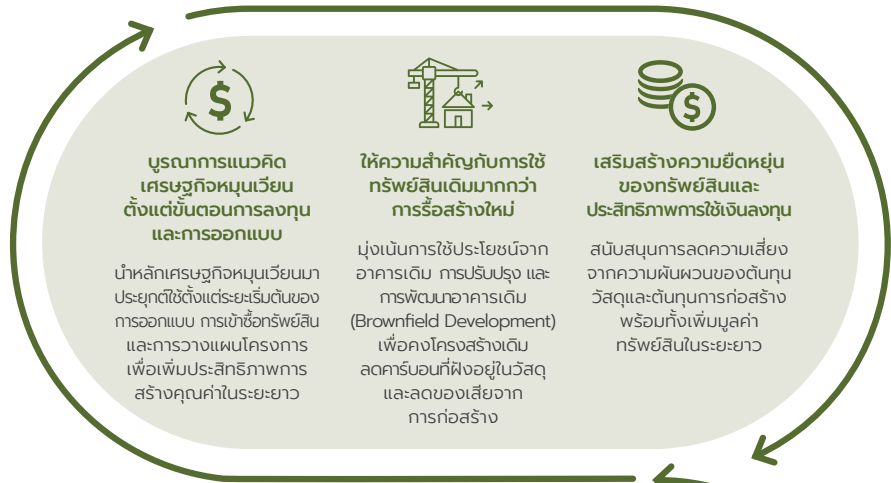 บูรณาการแนวคิด
เศรษฐกิจหมุนเวียน
ตั้งแต่ขั้นตอนการลงทุน
และการออกแบบ
นำหลักเศรษฐกิจหมุนเวียนมา
ประยุกต์ใช้ตั้งแต่ระยะเริ่มต้นของ
การออกแบบ การเข้าซื้อทรัพย์สิน
และการวางแผนโครงการ
เพื่อเพิ่มประสิทธิภาพการ
สร้างคุณค่าในระยะยาว
ให้ความสำคัญกับการใช้
ทรัพย์สินเดิมมากกว่า
การรื้อสร้างใหม่
มุ่งเน้นการใช้ประโยชน์จาก
อาคารเดิม การปรับปรุง และ
การพัฒนาอาคารเดิม
(Brownfield Development)
เพื่อคงโครงสร้างเดิม
ลดคาร์บอนที่ฝังอยู่ในวัสดุ
และลดของเสียจาก
การก่อสร้าง
เสริมสร้างความยืดหยุ่น
ของทรัพย์สินและ
ประสิทธิภาพการใช้เงินลงทุน
สนับสนุนการลดความเสี่ยง
จากความผันผวนของต้นทุน
วัสดุและต้นทุนการก่อสร้าง
พร้อมทั้งเพิ่มมูลค่า
ทรัพย์สินในระยะยาว